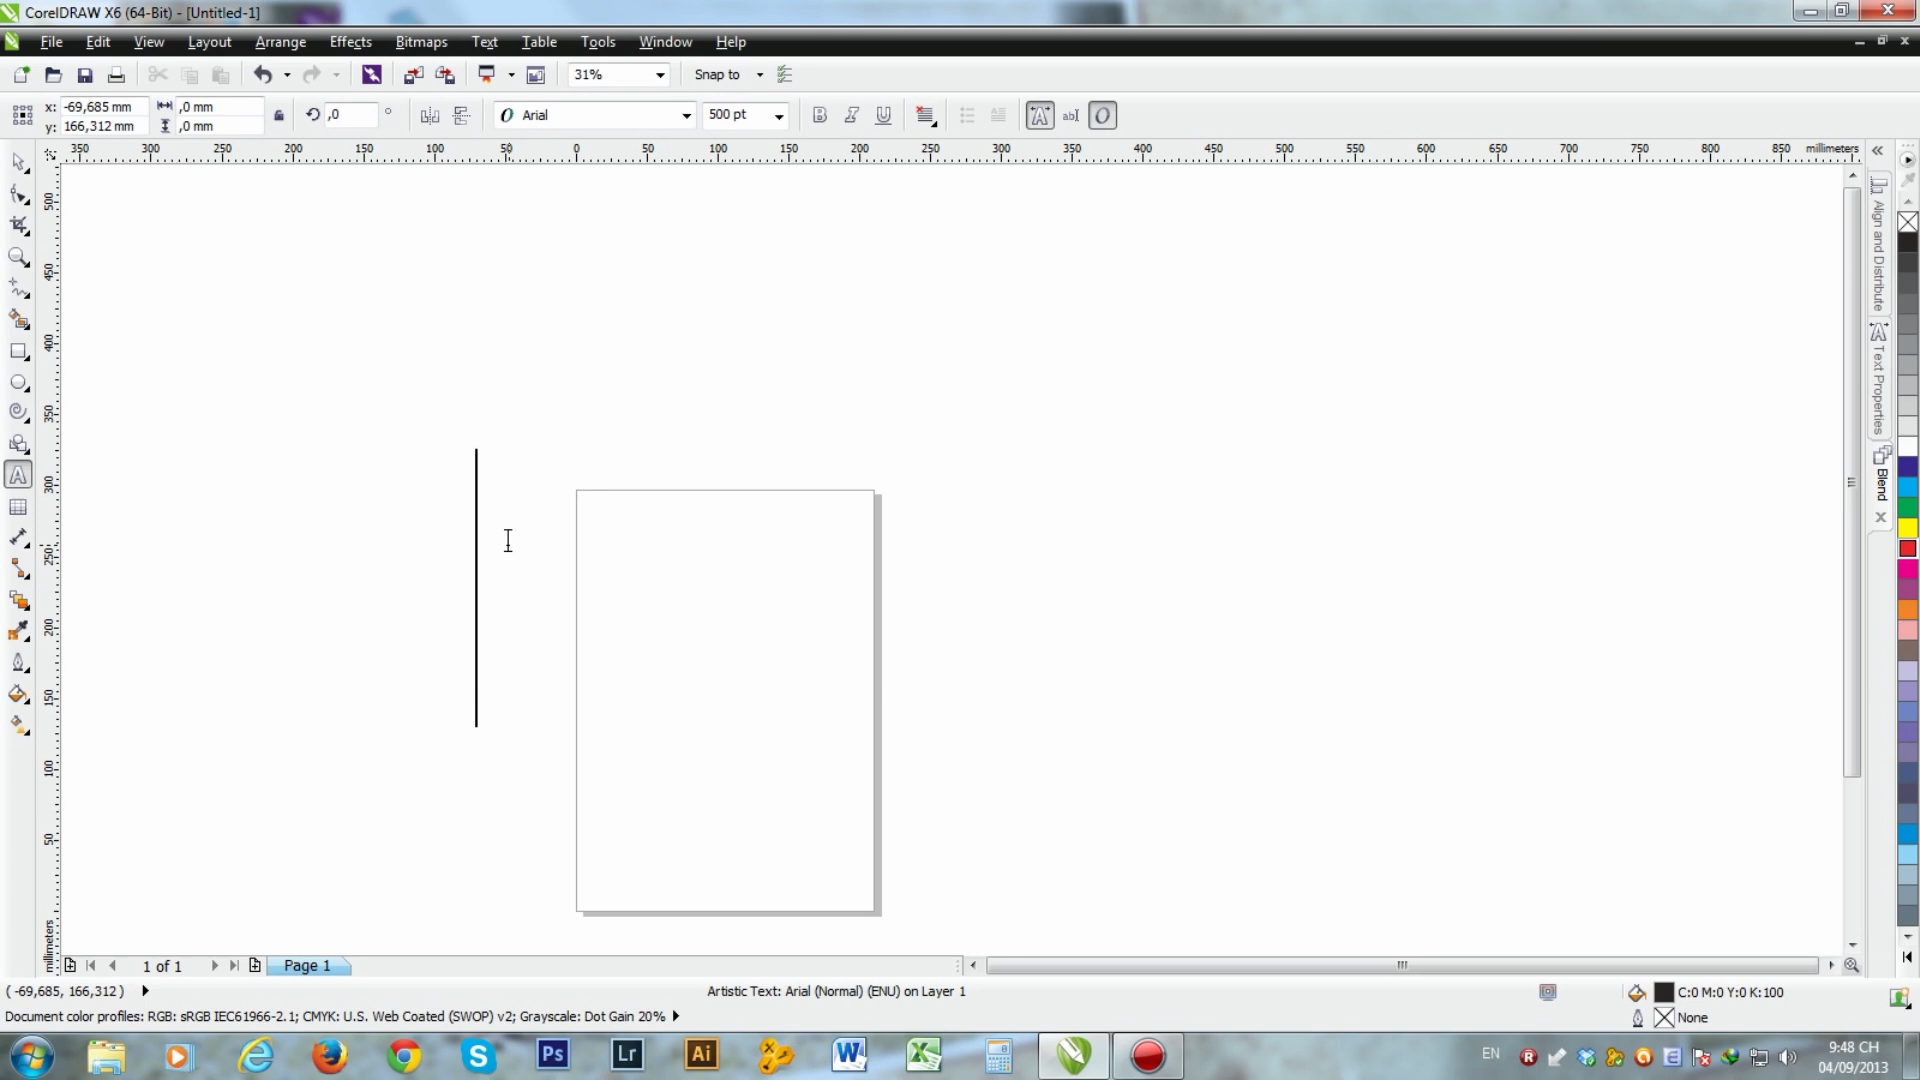 CorelDRAW X6 (64-Bit) - [Untitled-1]
File Edit View Layout Arrange Effects Bitmaps Text Table Tools Window Help
31% Snap to
x: -69,685 mm ,0 mm ,0 ° O Arial 500 pt B I U A ab| O
y: 166,312 mm ,0 mm
350 300 250 200 150 100 50 0 50 100 150 200 250 300 350 400 450 500 550 600 650 700 750 800 850 millimeters
500
450
400
350
300
250
200
150
100
50
millimeters
Align and Distribute
Text Properties
Blend
1 of 1 Page 1
( -69,685, 166,312 ) Artistic Text: Arial (Normal) (ENU) on Layer 1 C:0 M:0 Y:0 K:100
Document color profiles: RGB: sRGB IEC61966-2.1; CMYK: U.S. Web Coated (SWOP) v2; Grayscale: Dot Gain 20% None
Ps Lr Ai W X EN 9:48 CH
04/09/2013